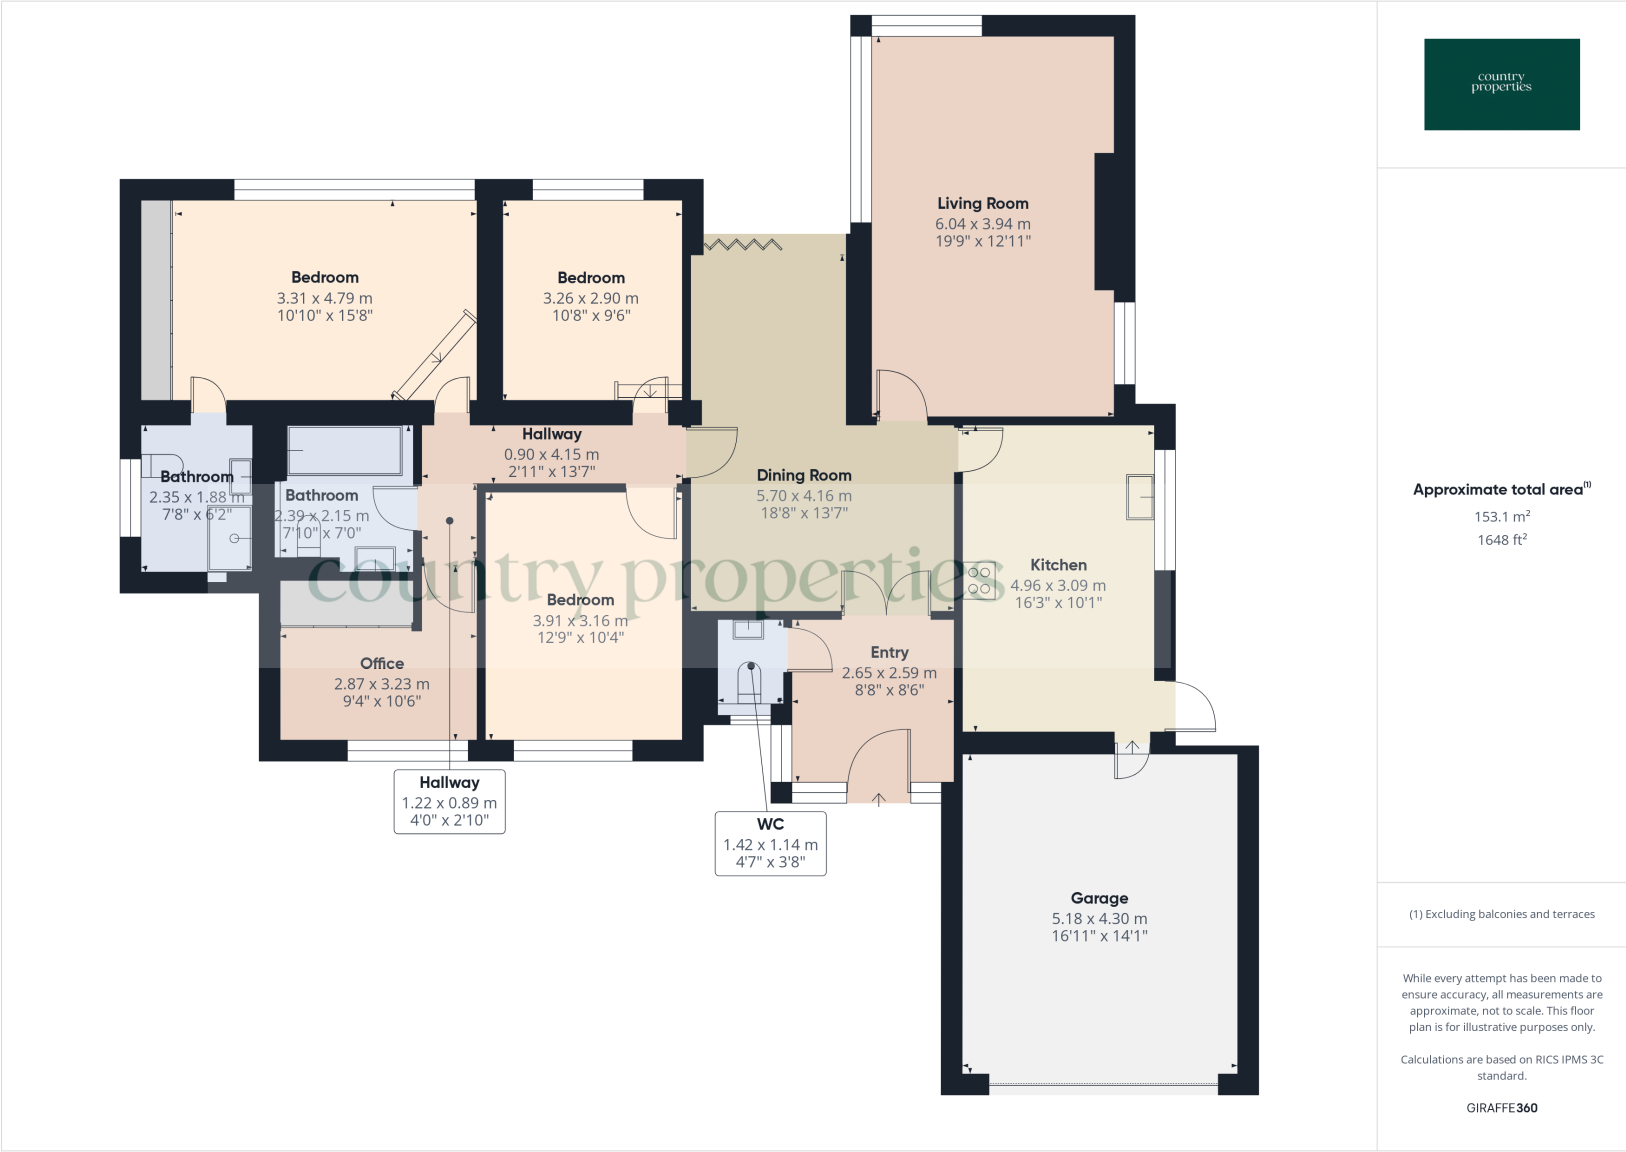 Living Room
6.04 x 3.94 m
19'9" x 12'11"
Bedroom
3.31 x 4.79 m
10'10" x 15'8"
Bedroom
3.26 x 2.90 m
10'8" x 9'6"
Hallway
0.90 x 4.15 m
2'11" x 13'7"
Bathroom
2.35 x 1.88 m
7'8" x 6'2"
Bathroom
2.39 x 2.15 m
7'10" x 7'0"
Dining Room
5.70 x 4.16 m
18'8" x 13'7"
Kitchen
4.96 x 3.09 m
16'3" x 10'1"
country properties
Bedroom
3.91 x 3.16 m
12'9" x 10'4"
Office
2.87 x 3.23 m
9'4" x 10'6"
Entry
2.65 x 2.59 m
8'8" x 8'6"
Hallway
1.22 x 0.89 m
4'0" x 2'10"
WC
1.42 x 1.14 m
4'7" x 3'8"
Garage
5.18 x 4.30 m
16'11" x 14'1"
country
properties
Approximate total area(1)
153.1 m²
1648 ft²
(1) Excluding balconies and terraces
While every attempt has been made to
ensure accuracy, all measurements are
approximate, not to scale. This floor
plan is for illustrative purposes only.
Calculations are based on RICS IPMS 3C
standard.
GIRAFFE360